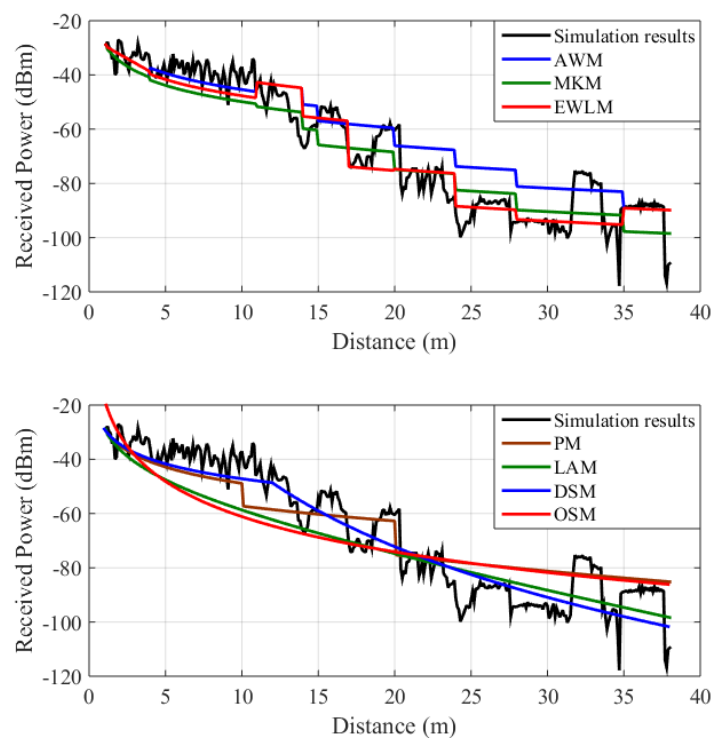 -20
-40
-60
-80
-100
-120
0
5
10
15
20
25
30
35
40
Received Power (dBm)
Distance (m)
Simulation results
AWM
MKM
EWLM
-20
-40
-60
-80
-100
-120
0
5
10
15
20
25
30
35
40
Received Power (dBm)
Distance (m)
Simulation results
PM
LAM
DSM
OSM